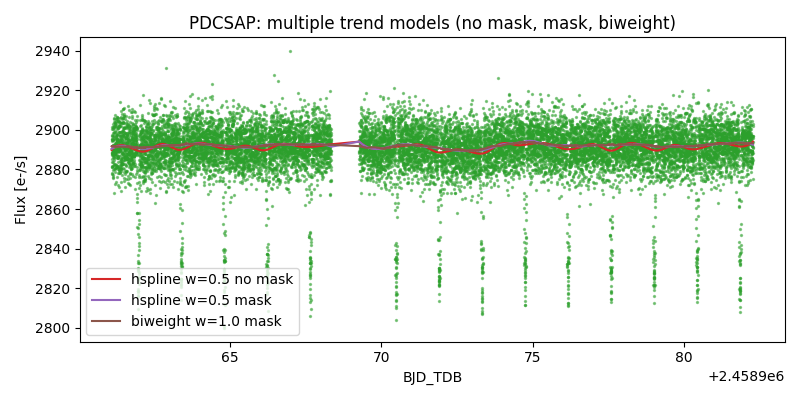 PDCSAP: multiple trend models (no mask, mask, biweight)
2940
2920
2900
2880
2860
2840
2820
2800
Flux [e-/s]
hspline w=0.5 no mask
hspline w=0.5 mask
biweight w=1.0 mask
65
70
75
80
+2.4589e6
BJD_TDB